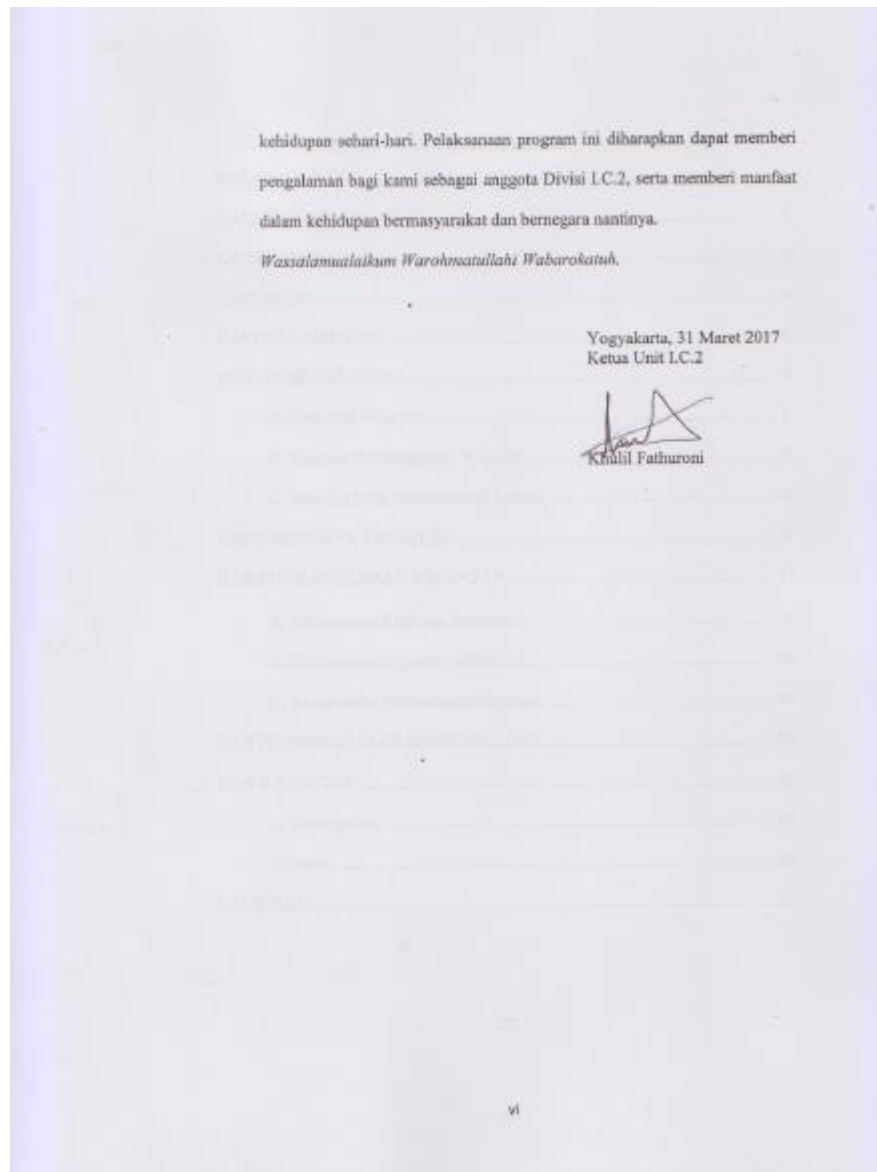 kehidupan sehari-hari. Pelaksanaan program ini diharapkan dapat memberi
pengalaman bagi kami sebagai anggota Divisi I.C.2, serta memberi manfaat
dalam kehidupan bermasyarakat dan bernegara nantinya.
Wassalamualaikum Warohmatullahi Wabarokatuh.
Yogyakarta, 31 Maret 2017
Ketua Unit I.C.2
Khulil Fathuroni
vi